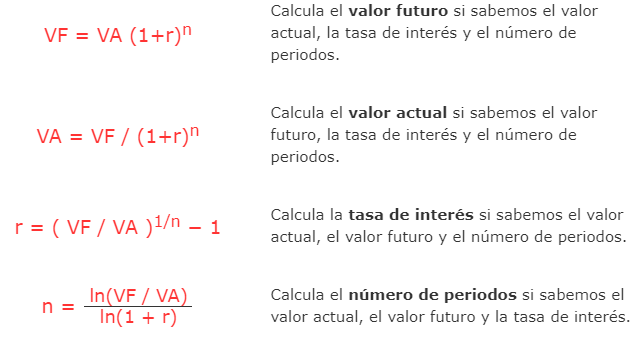 VF = VA (1+r)ⁿ
Calcula el valor futuro si sabemos el valor
actual, la tasa de interés y el número de
periodos.
VA = VF / (1+r)ⁿ
Calcula el valor actual si sabemos el valor
futuro, la tasa de interés y el número de
periodos.
r = ( VF / VA )^1/n − 1
Calcula la tasa de interés si sabemos el valor
actual, el valor futuro y el número de periodos.
n = ln(VF / VA)
ln(1 + r)
Calcula el número de periodos si sabemos el
valor actual, el valor futuro y la tasa de interés.